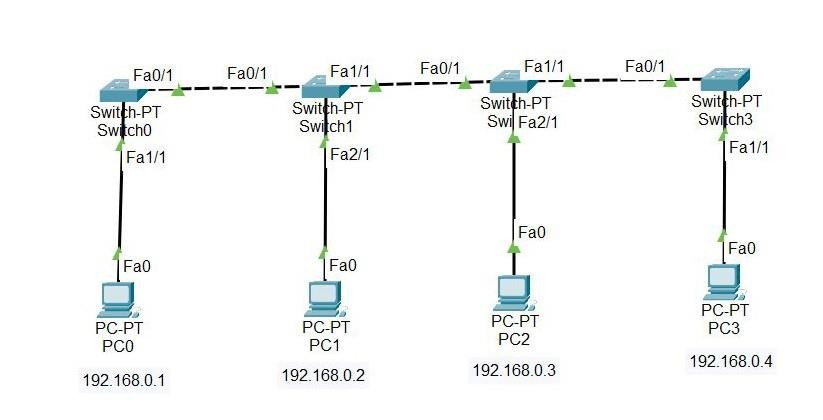 Fa0/1
Fa0/1
Fa1/1
Fa0/1
Fa1/1
Fa0/1
Switch-PT
Switch0
Switch-PT
Switch1
Switch-PT
Swi
Switch-PT
Switch3
Fa1/1
Fa2/1
Fa2/1
Fa1/1
Fa0
Fa0
Fa0
Fa0
PC-PT
PC0
PC-PT
PC1
PC-PT
PC2
PC-PT
PC3
192.168.0.1
192.168.0.2
192.168.0.3
192.168.0.4